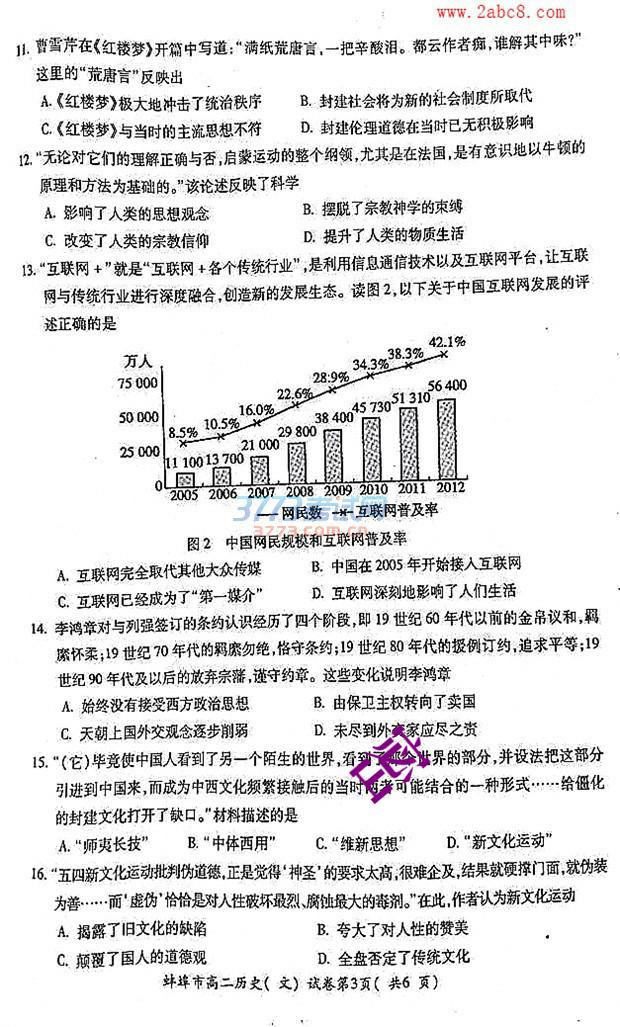 www.2abc8.com
11. 曹雪芹在《红楼梦》开篇中写道:“满纸荒唐言,一把辛酸泪。都云作者痴,谁解其中味?”
这里的“荒唐言”反映出
A.《红楼梦》极大地冲击了统治秩序 B. 封建社会将为新的社会制度所取代
C.《红楼梦》与当时的主流思想不符 D. 封建伦理道德在当时已无积极影响
12. “无论对它们的理解正确与否,启蒙运动的整个纲领,尤其是在法国,是有意识地以牛顿的
原理和方法为基础的。”该论述反映了科学
A. 影响了人类的思想观念 B. 摆脱了宗教神学的束缚
C. 改变了人类的宗教信仰 D. 提升了人类的物质生活
13. “互联网+”就是“互联网+各个传统行业”,是利用信息通信技术以及互联网平台,让互联
网与传统行业进行深度融合,创造新的发展生态。读图2,以下关于中国互联网发展的评
述正确的是
万人
75 000
50 000
25 000
0
8.5% 10.5% 16.0% 22.6% 28.9% 34.3% 38.3% 42.1%
11 100 13 700 21 000 29 800 38 400 45 730 51 310 56 400
2005 2006 2007 2008 2009 2010 2011 2012
网民数 互联网普及率
3773考试网
3773.com.cn
图2 中国网民规模和互联网普及率
A. 互联网完全取代其他大众传媒 B. 中国在2005年开始接入互联网
C. 互联网已经成为了“第一媒介” D. 互联网深刻地影响了人们生活
14. 李鸿章对与列强签订的条约认识经历了四个阶段,即19世纪60年代以前的金帛议和,羁
縻怀柔;19世纪70年代的羁縻勿绝,恪守条约;19世纪80年代的援例订约,追求平等;19
世纪90年代及以后的放弃宗藩,谨守约章。这些变化说明李鸿章
A. 始终没有接受西方政治思想 B. 由保卫主权转向了卖国
C. 天朝上国外交观念逐步削弱 D. 未尽到外交家应尽之责
15. “(它)毕竟使中国人看到了另一个陌生的世界,看到了那个世界的部分,并设法把这部分
引进到中国来,而成为中西文化频繁接触后的当时两者可能结合的一种形式……给僵化
的封建文化打开了缺口。”材料描述的是
A.“师夷长技” B.“中体西用” C.“维新思想” D.“新文化运动”
16. “五四新文化运动批判伪道德,正是觉得‘神圣’的要求太高,很难企及,结果就硬撑门面,就伪装
为善……而‘虚伪’恰恰是对人性破坏最烈、腐蚀最大的毒剂。”在此,作者认为新文化运动
A. 揭露了旧文化的缺陷 B. 夸大了对人性的赞美
C. 颠覆了国人的道德观 D. 全盘否定了传统文化
蚌埠市高二历史(文)试卷第3页(共6页)